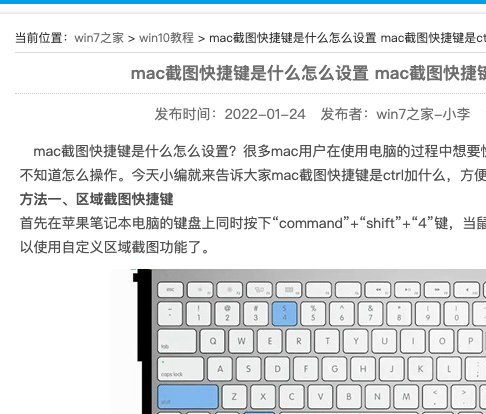 当前位置：win7之家 > win10教程 > mac截图快捷键是什么怎么设置 mac截图快捷键是ct
mac截图快捷键是什么怎么设置 mac截图快捷键
发布时间：2022-01-24 发布者：win7之家-小李
mac截图快捷键是什么怎么设置？很多mac用户在使用电脑的过程中想要
不知道怎么操作。今天小编就来告诉大家mac截图快捷键是ctrl加什么，方便
方法一、区域截图快捷键
首先在苹果笔记本电脑的键盘上同时按下“command”+“shift”+“4”键，当鼠
以使用自定义区域截图功能了。
! @ # $ % ^ & * ( )
1 2 3 4 5 6 7 8 9 0
tab Q W E R T Y U I O
caps lock A S D F G H J K L
shift Z X C V B N M < >